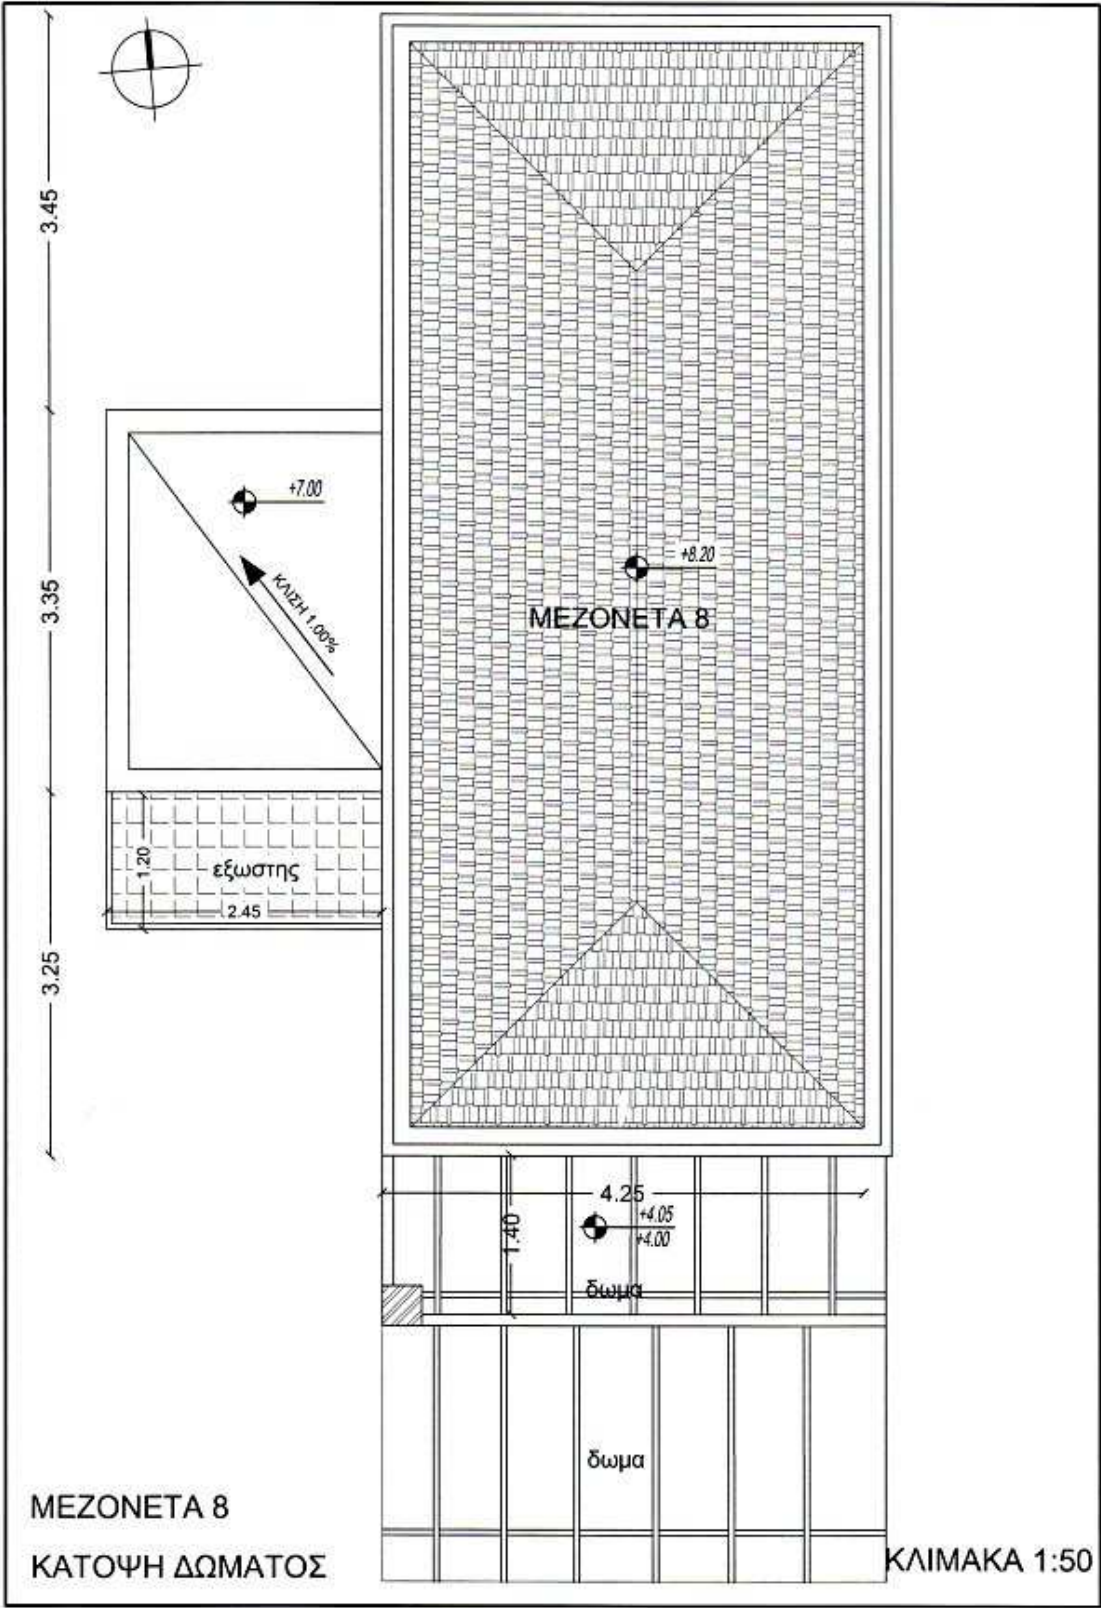 3.45
+7.00
ΚΛΙΣΗ 1.00%
3.35
+8.20
ΜΕΖΟΝΕΤΑ 8
1.20
εξωστης
2.45
3.25
4.25
1.40
+4.05
+4.00
δωμα
δωμα
ΜΕΖΟΝΕΤΑ 8
ΚΑΤΟΨΗ ΔΩΜΑΤΟΣ
ΚΛΙΜΑΚΑ 1:50